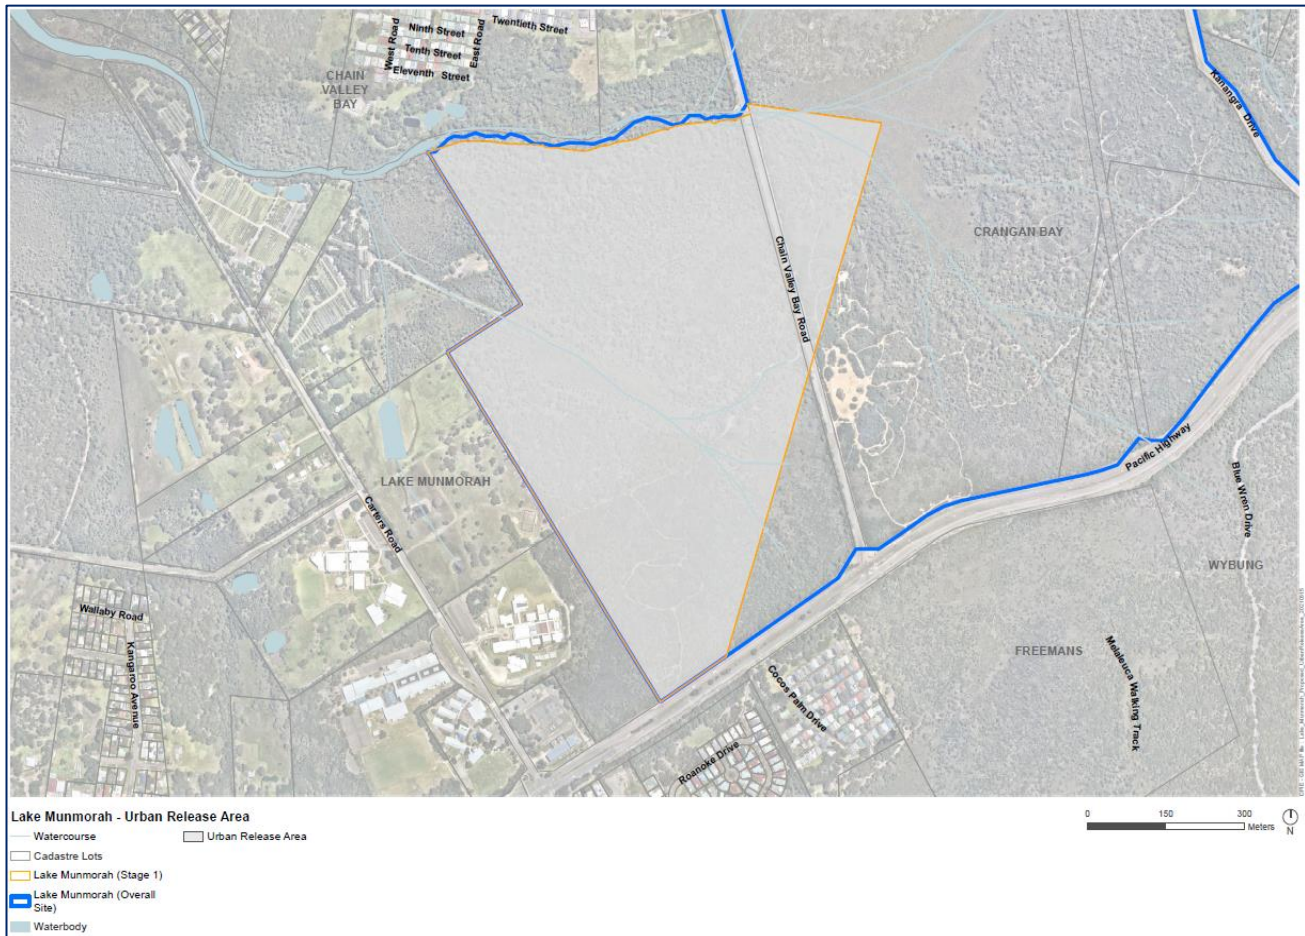 Twentieth Street
Ninth Street
West Road
East Road
Tenth Street
Eleventh Street
CHAIN
VALLEY
BAY
Kanangra Drive
CRANGAN BAY
Chain Valley Bay Road
Pacific Highway
LAKE MUNMORAH
Carters Road
Blue Wren Drive
WYBUNG
Wallaby Road
Kangaroo Avenue
FREEMANS
Melaleuca Walking Track
Cocos Palm Drive
Roanoke Drive
Lake Munmorah - Urban Release Area
Watercourse
Urban Release Area
Cadastre Lots
Lake Munmorah (Stage 1)
Lake Munmorah (Overall
Site)
Waterbody
0 150 300
Meters
N